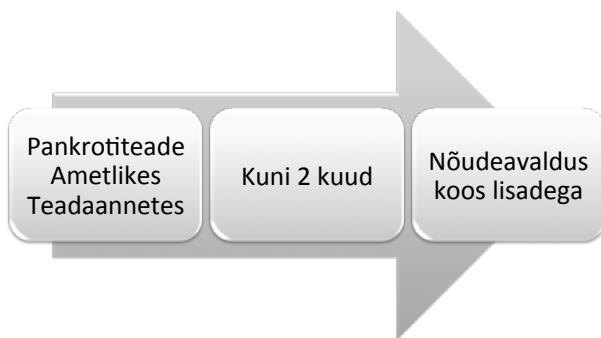 Pankrotiteade
Ametlikes
Teadaannetes
Kuni 2 kuud
Nõudeavaldus
koos lisadega